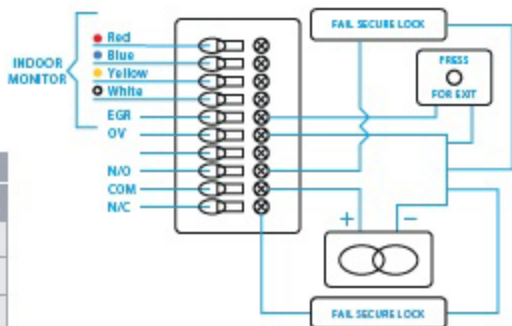 INDOOR
MONITOR
Red
Blue
Yellow
White
EGR
OV
N/O
COM
N/C
FAIL SECURE LOCK
PRESS
FOR EXIT
+
−
FAIL SECURE LOCK